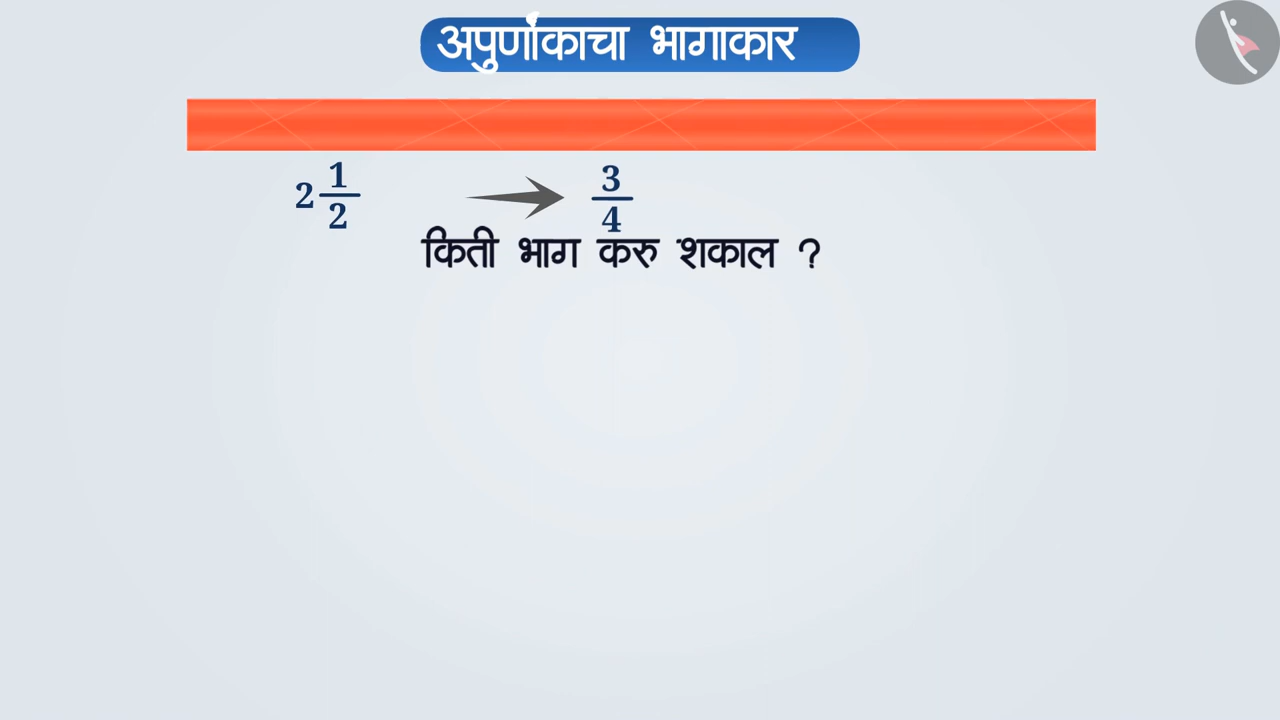 अपुर्णांकाचा भागाकार
2 1/2 → 3/4
किती भाग करु शकाल ?